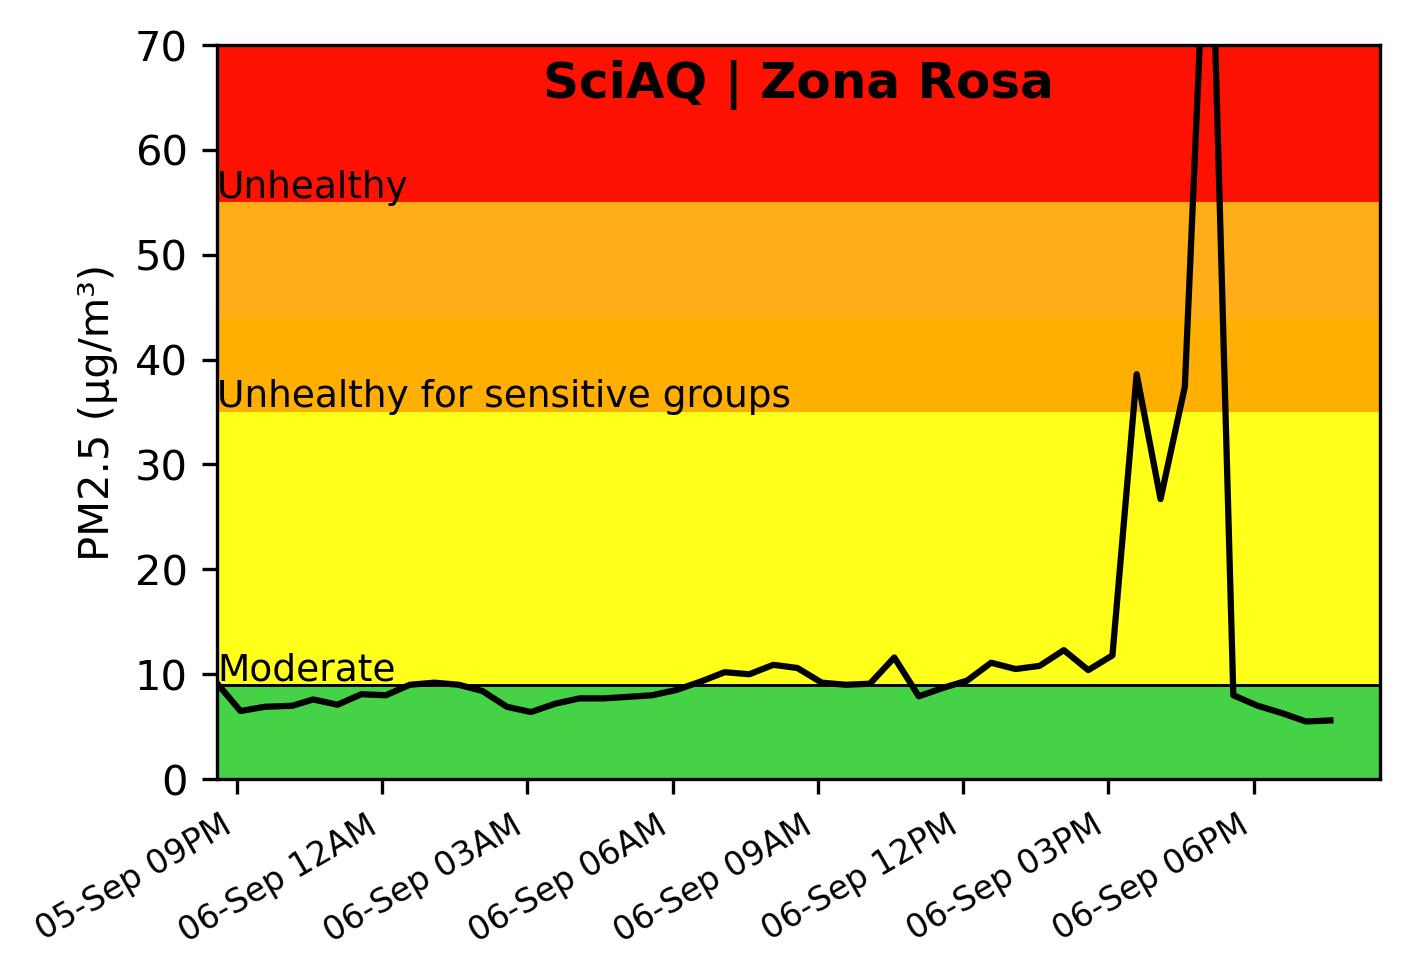 SciAQ | Zona Rosa
PM2.5 (μg/m³)
70
60
50
40
30
20
10
0
Unhealthy
Unhealthy for sensitive groups
Moderate
05-Sep 09PM
06-Sep 12AM
06-Sep 03AM
06-Sep 06AM
06-Sep 09AM
06-Sep 12PM
06-Sep 03PM
06-Sep 06PM